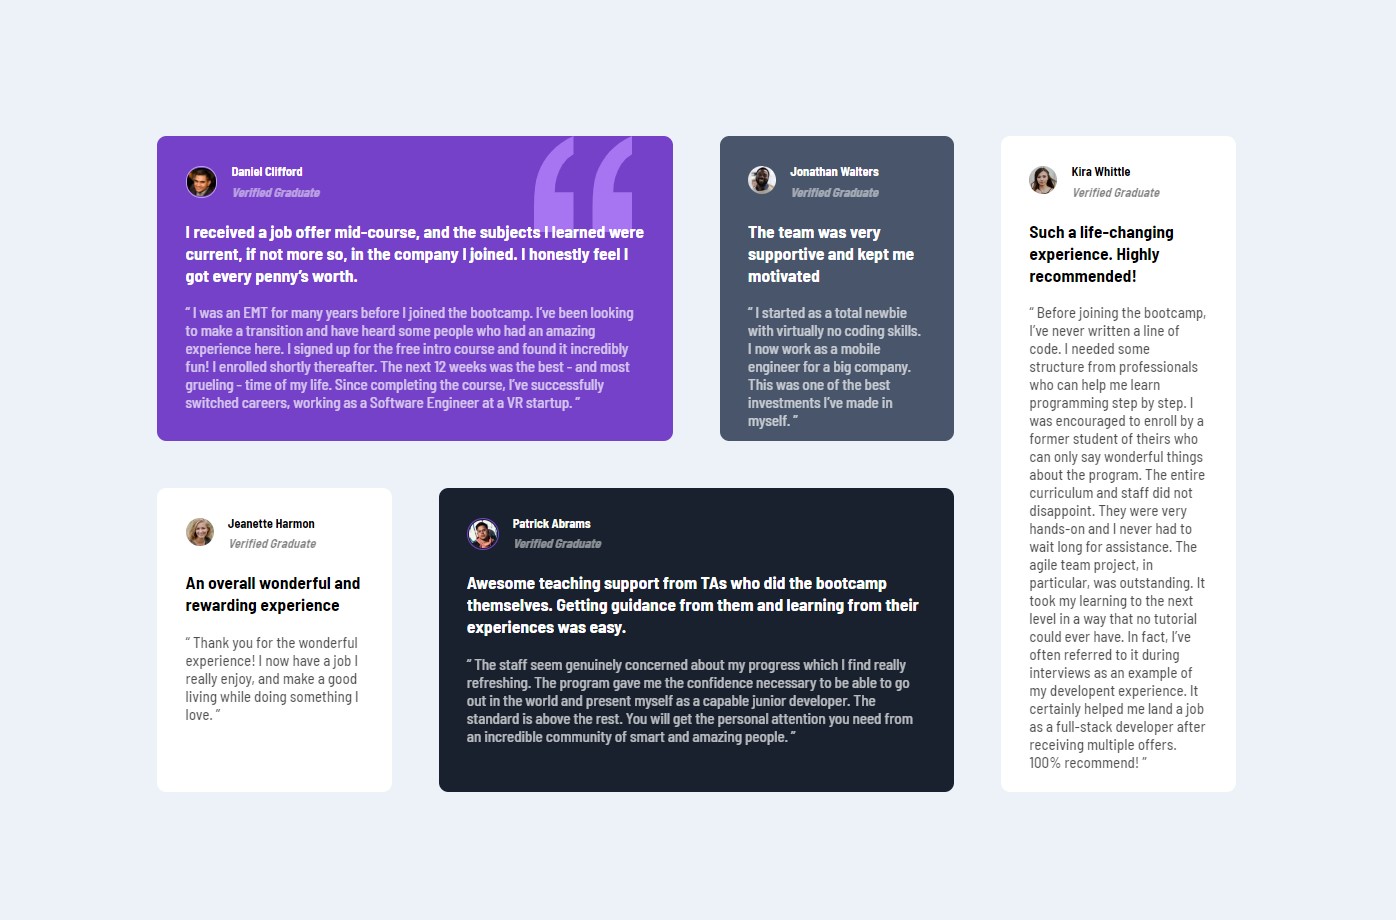 Daniel Clifford
Verified Graduate
I received a job offer mid-course, and the subjects I learned were
current, if not more so, in the company I joined. I honestly feel I
got every penny’s worth.
“ I was an EMT for many years before I joined the bootcamp. I’ve been looking
to make a transition and have heard some people who had an amazing
experience here. I signed up for the free intro course and found it incredibly
fun! I enrolled shortly thereafter. The next 12 weeks was the best - and most
grueling - time of my life. Since completing the course, I’ve successfully
switched careers, working as a Software Engineer at a VR startup. ”
Jonathan Walters
Verified Graduate
The team was very
supportive and kept me
motivated
“ I started as a total newbie
with virtually no coding skills.
I now work as a mobile
engineer for a big company.
This was one of the best
investments I’ve made in
myself. ”
Kira Whittle
Verified Graduate
Such a life-changing
experience. Highly
recommended!
“ Before joining the bootcamp,
I’ve never written a line of
code. I needed some
structure from professionals
who can help me learn
programming step by step. I
was encouraged to enroll by a
former student of theirs who
can only say wonderful things
about the program. The entire
curriculum and staff did not
disappoint. They were very
hands-on and I never had to
wait long for assistance. The
agile team project, in
particular, was outstanding. It
took my learning to the next
level in a way that no tutorial
could ever have. In fact, I’ve
often referred to it during
interviews as an example of
my developent experience. It
certainly helped me land a job
as a full-stack developer after
receiving multiple offers.
100% recommend! ”
Jeanette Harmon
Verified Graduate
An overall wonderful and
rewarding experience
“ Thank you for the wonderful
experience! I now have a job I
really enjoy, and make a good
living while doing something I
love. ”
Patrick Abrams
Verified Graduate
Awesome teaching support from TAs who did the bootcamp
themselves. Getting guidance from them and learning from their
experiences was easy.
“ The staff seem genuinely concerned about my progress which I find really
refreshing. The program gave me the confidence necessary to be able to go
out in the world and present myself as a capable junior developer. The
standard is above the rest. You will get the personal attention you need from
an incredible community of smart and amazing people. ”